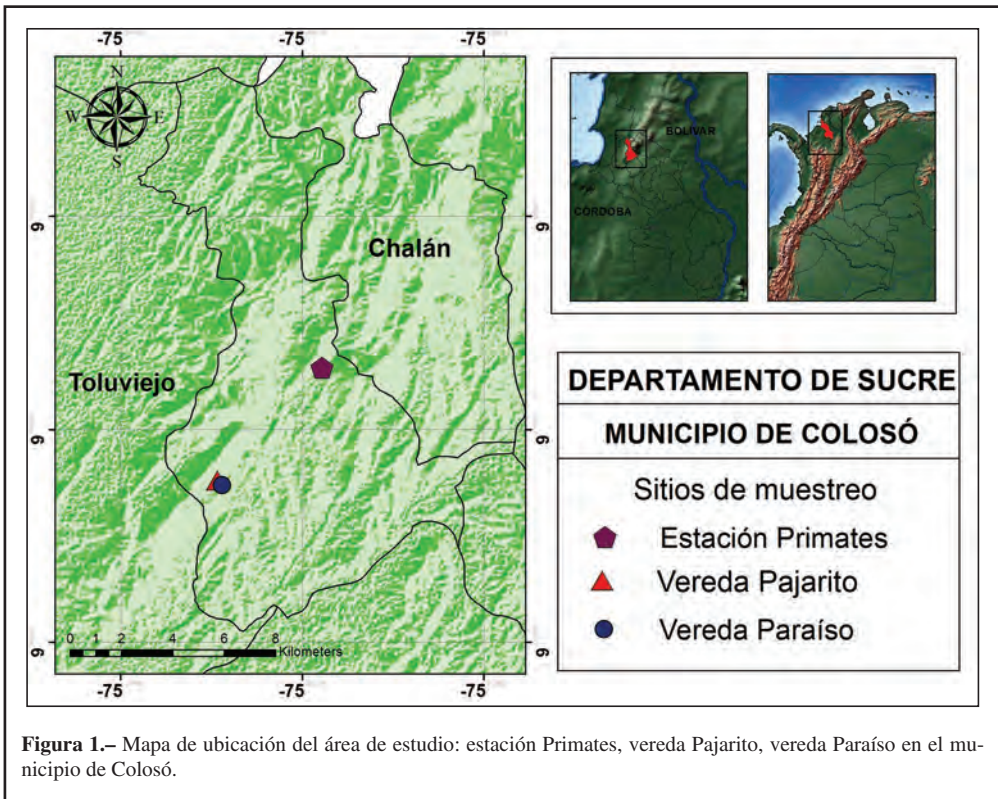 -75 -75 -75
N
W E
S
9 9
Chalán
Toluviejo
9 9
0 1 2 4 6 8
Kilometers
9 9
-75 -75 -75
BOLÍVAR
CÓRDOBA
DEPARTAMENTO DE SUCRE
MUNICIPIO DE COLOSÓ
Sitios de muestreo
Estación Primates
Vereda Pajarito
Vereda Paraíso
Figura 1.– Mapa de ubicación del área de estudio: estación Primates, vereda Pajarito, vereda Paraíso en el mu-
nicipio de Colosó.